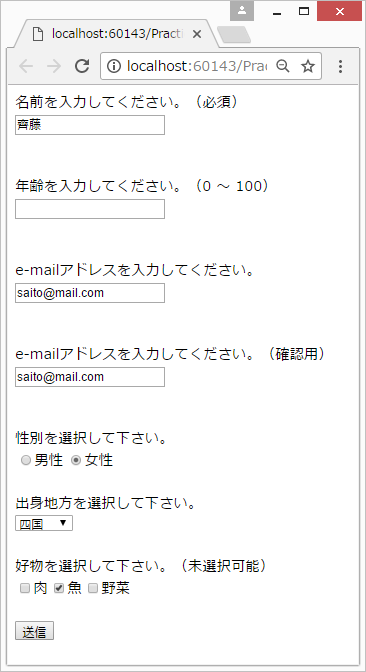 localhost:60143/Practi
localhost:60143/Prac
名前を入力してください。（必須）
齊藤
年齢を入力してください。（0 ～ 100）
e-mailアドレスを入力してください。
saito@mail.com
e-mailアドレスを入力してください。（確認用）
saito@mail.com
性別を選択して下さい。
男性 女性
出身地方を選択して下さい。
四国
好物を選択して下さい。（未選択可能）
肉 魚 野菜
送信